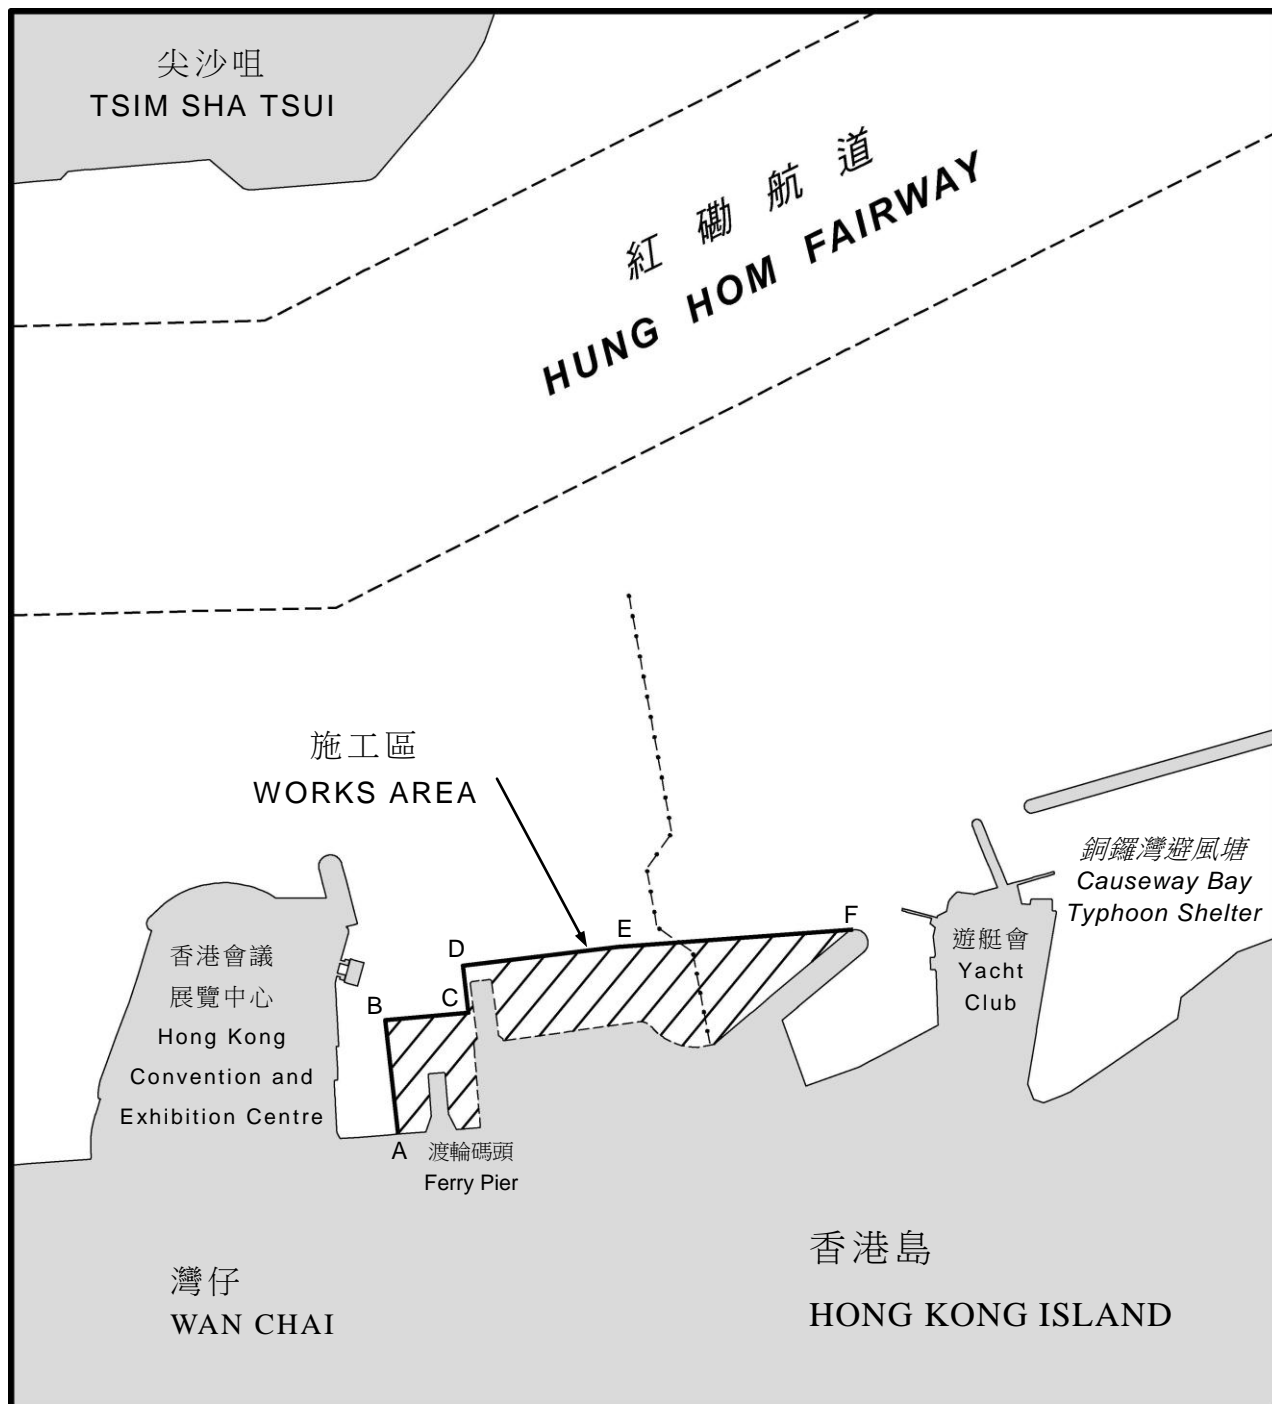 尖沙咀
TSIM SHA TSUI
紅磡航道
HUNG HOM FAIRWAY
施工區
WORKS AREA
銅鑼灣避風塘
Causeway Bay
Typhoon Shelter
香港會議
展覽中心
Hong Kong
Convention and
Exhibition Centre
遊艇會
Yacht
Club
F
E
D
B
C
A
渡輪碼頭
Ferry Pier
灣仔
WAN CHAI
香港島
HONG KONG ISLAND